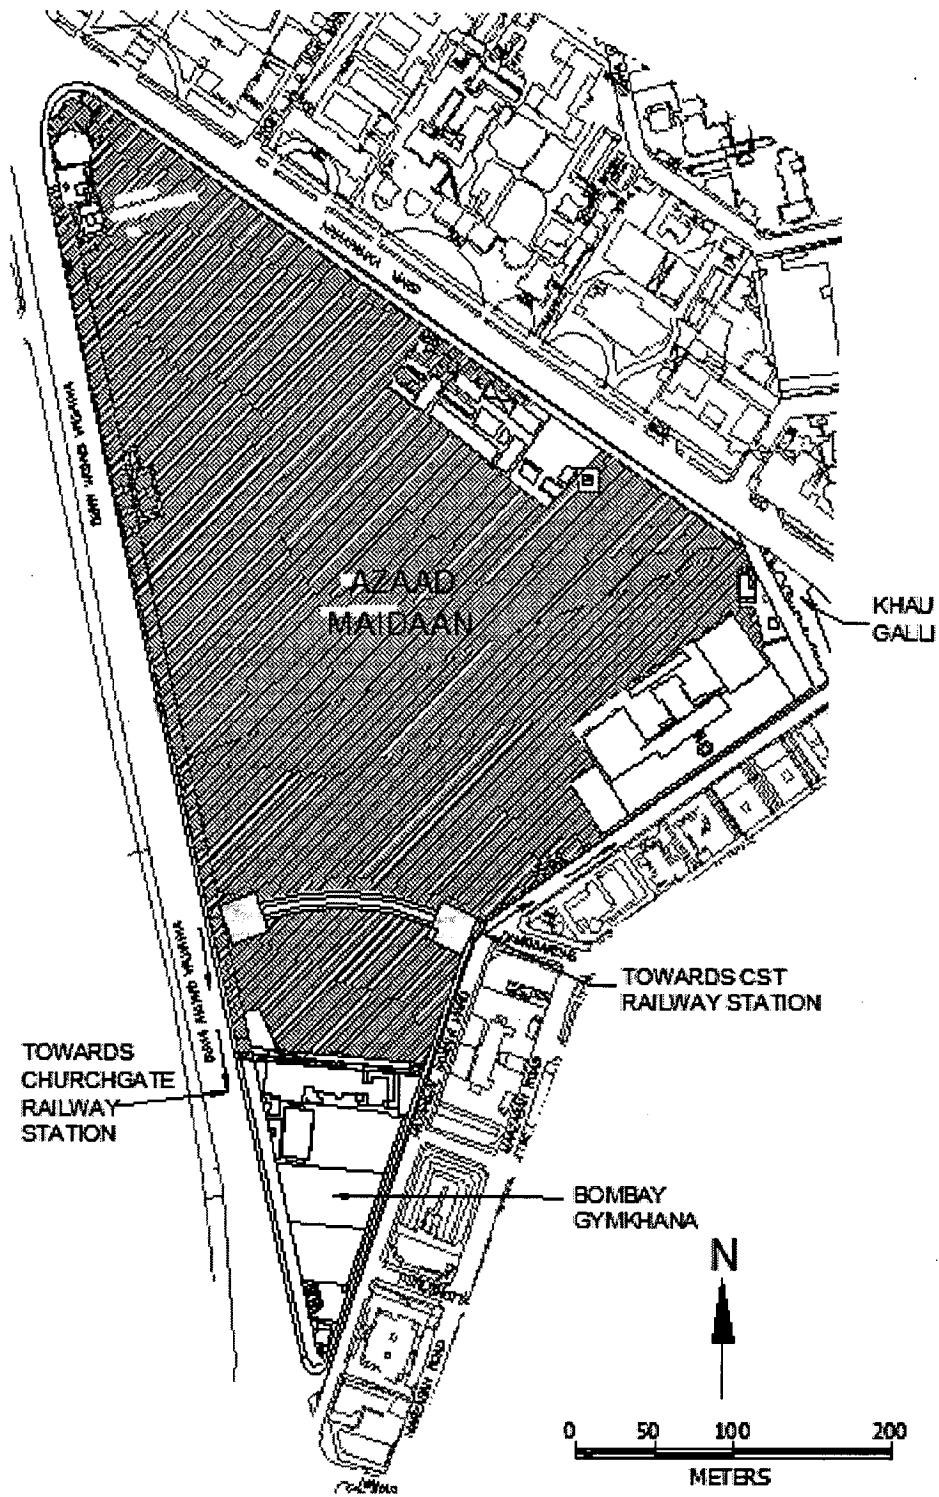 AZAAD
MAIDAAN
KHAU
GALLI
TOWARDS CST
RAILWAY STATION
TOWARDS
CHURCHGATE
RAILWAY
STATION
BOMBAY
GYMKHANA
N
0 50 100 200
METERS